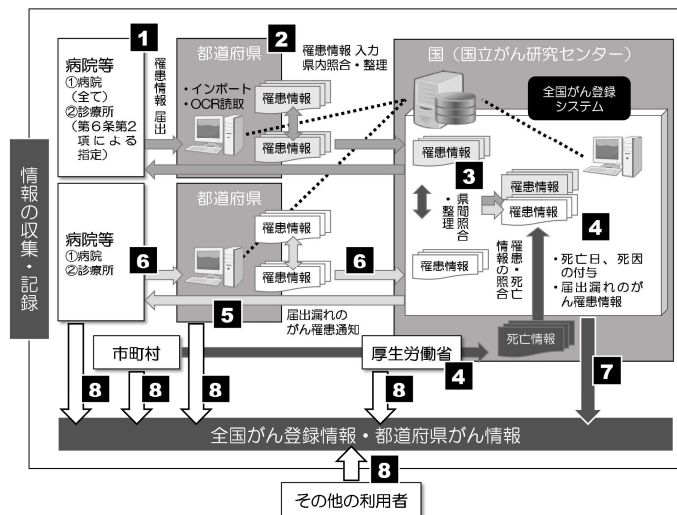 情報の収集・記録
1
病院等
①病院
(全て)
②診療所
(第6条第2
項による
指定)
罹患情報 届出
都道府県
2
罹患情報 入力
県内照合・整理
・インポート
・OCR読取
罹患情報
罹患情報
国(国立がん研究センター)
全国がん登録
システム
罹患情報
3
県間照合
・整理
罹患情報
罹患情報
罹患情報
4
罹患・死亡
情報の照合
・死亡日、死因
の付与
・届出漏れのが
ん罹患情報
病院等
①病院
②診療所
6
都道府県
罹患情報
罹患情報
6
5
届出漏れの
がん罹患通知
市町村
厚生労働省
4
死亡情報
7
8
8
8
8
全国がん登録情報・都道府県がん情報
8
その他の利用者